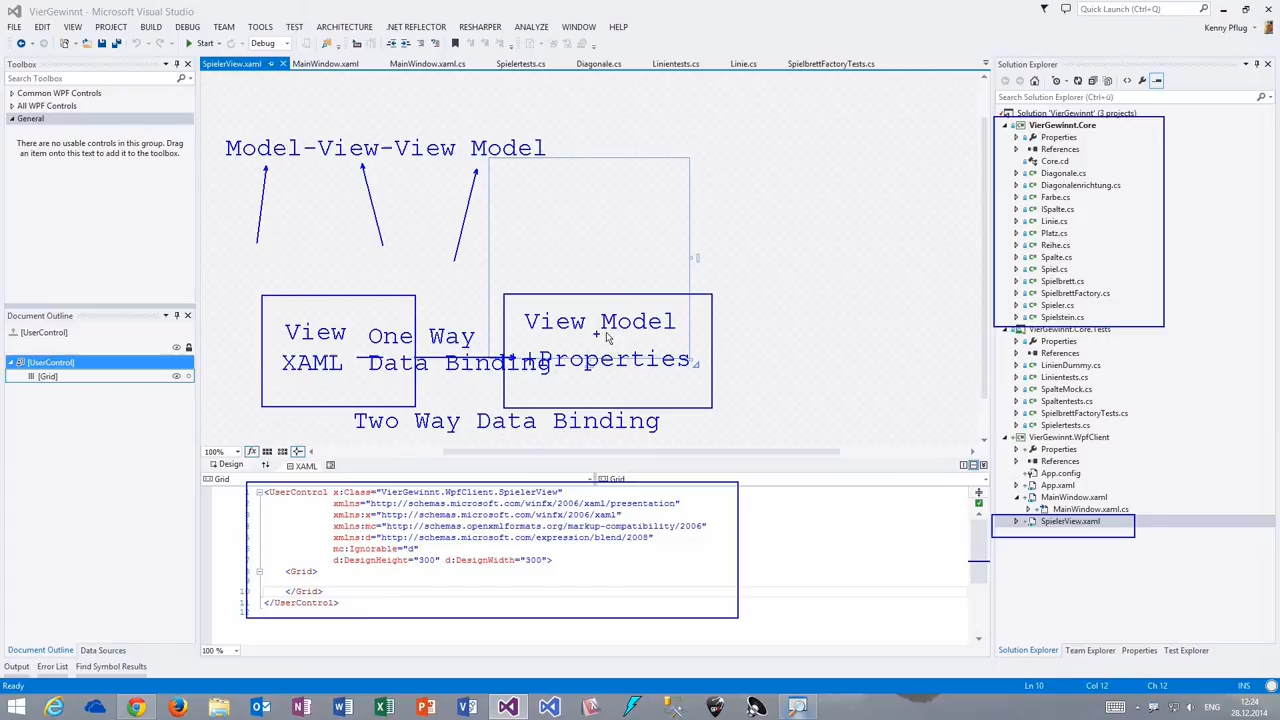 VierGewinnt - Microsoft Visual Studio
Quick Launch (Ctrl+Q)
FILE EDIT VIEW PROJECT BUILD DEBUG TEAM TOOLS TEST ARCHITECTURE .NET REFLECTOR RESHARPER ANALYZE WINDOW HELP
Kenny Pflug
Start
Debug
Toolbox
Search Toolbox
Common WPF Controls
All WPF Controls
General
There are no usable controls in this group. Drag
an item onto this text to add it to the toolbox.
Document Outline
[UserControl]
[UserControl]
[Grid]
Document Outline Data Sources
Output Error List Find Symbol Results
SpielerView.xaml MainWindow.xaml MainWindow.xaml.cs Spielertests.cs Diagonale.cs Linientests.cs Linie.cs SpielbrettFactoryTests.cs
Model-View-View Model
View
XAML
One Way
Data Binding
View Model
+Properties
Two Way Data Binding
100%
Design XAML
Grid Grid
<UserControl x:Class="VierGewinnt.WpfClient.SpielerView"
xmlns="http://schemas.microsoft.com/winfx/2006/xaml/presentation"
xmlns:x="http://schemas.microsoft.com/winfx/2006/xaml"
xmlns:mc="http://schemas.openxmlformats.org/markup-compatibility/2006"
xmlns:d="http://schemas.microsoft.com/expression/blend/2008"
mc:Ignorable="d"
d:DesignHeight="300" d:DesignWidth="300">
<Grid>
10 </Grid>
11 </UserControl>
12
100 %
Solution Explorer
Search Solution Explorer (Ctrl+ü)
Solution 'VierGewinnt' (3 projects)
VierGewinnt.Core
Properties
References
Core.cd
Diagonale.cs
Diagonalenrichtung.cs
Farbe.cs
ISpalte.cs
Linie.cs
Platz.cs
Reihe.cs
Spalte.cs
Spiel.cs
Spielbrett.cs
SpielbrettFactory.cs
Spieler.cs
Spielstein.cs
VierGewinnt.Core.Tests
Properties
References
LinienDummy.cs
Linientests.cs
SpalteMock.cs
Spaltentests.cs
SpielbrettFactoryTests.cs
Spielertests.cs
VierGewinnt.WpfClient
Properties
References
App.config
App.xaml
MainWindow.xaml
MainWindow.xaml.cs
SpielerView.xaml
Solution Explorer Team Explorer Properties Test Explorer
Ready
Ln 10 Col 12 Ch 12 INS
ENG
12:24
28.12.2014